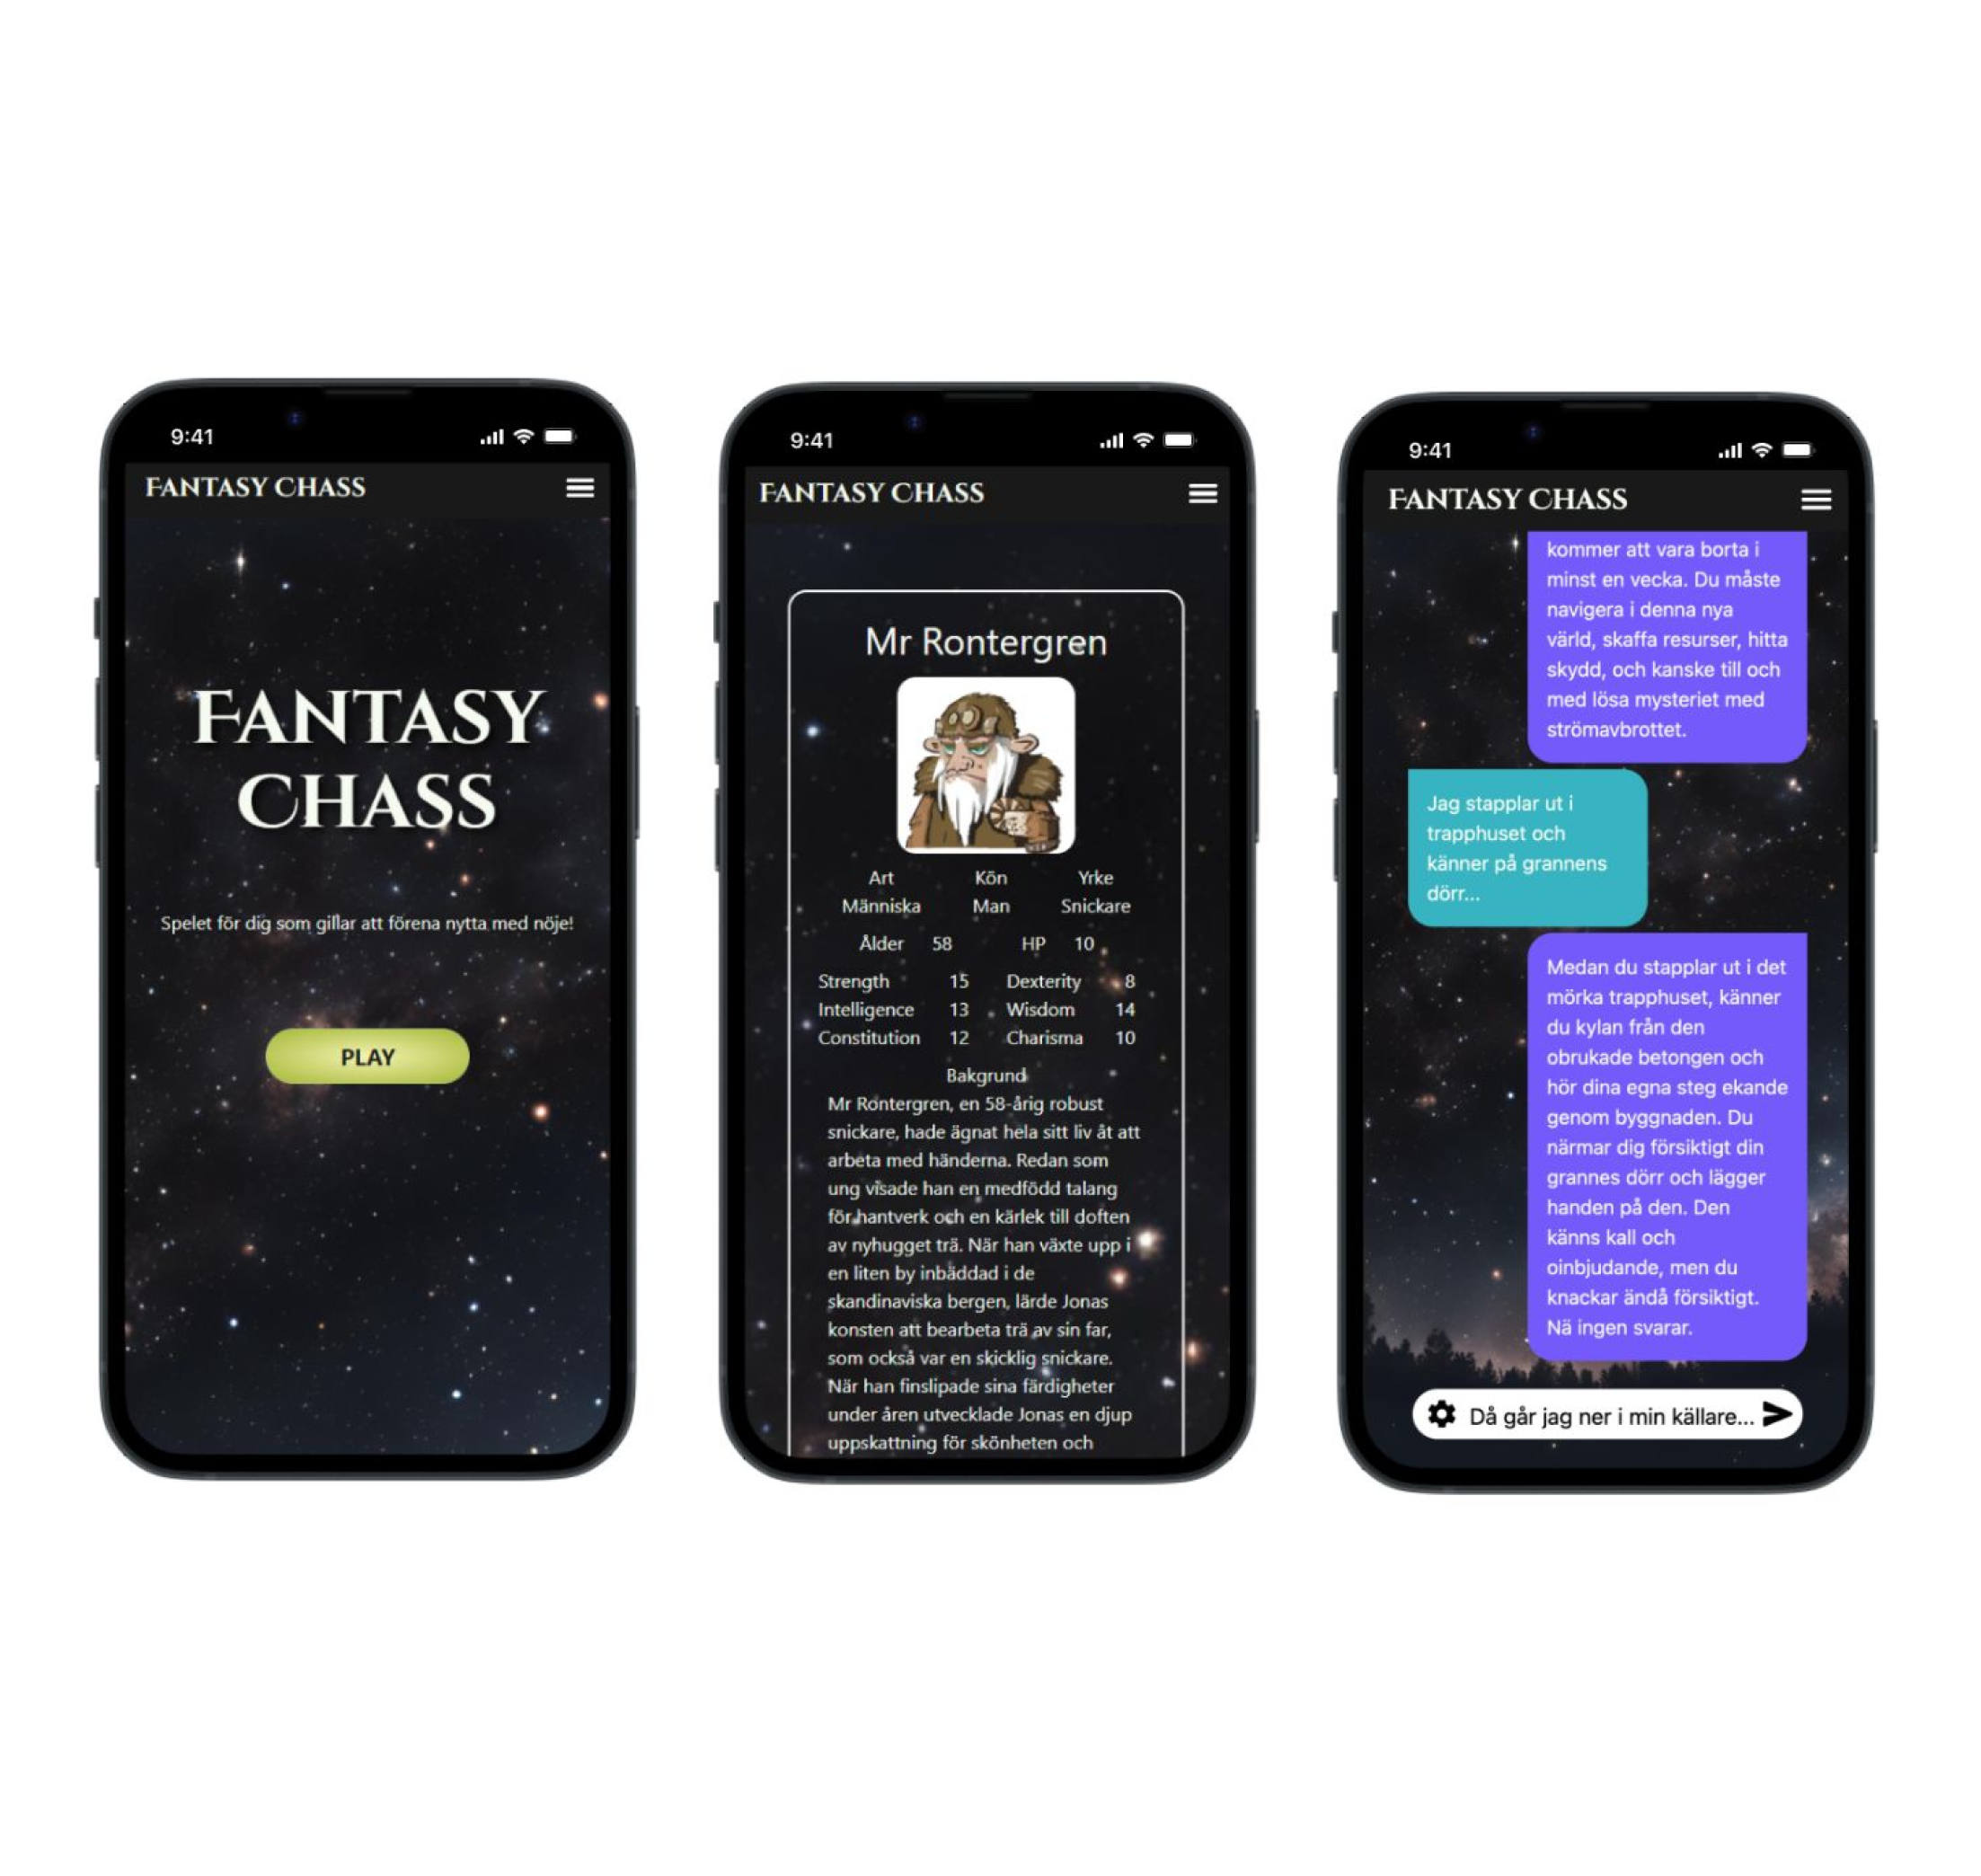 9:41
FANTASY CHASS
FANTASY
CHASS
Spelet för dig som gillar att förena nytta med nöje!
PLAY
9:41
FANTASY CHASS
Mr Rontergren
Art Kön Yrke
Människa Man Snickare
Ålder 58 HP 10
Strength 15 Dexterity 8
Intelligence 13 Wisdom 14
Constitution 12 Charisma 10
Bakgrund
Mr Rontergren, en 58-årig robust
snickare, hade ägnat hela sitt liv åt att
arbeta med händerna. Redan som
ung visade han en medfödd talang
för hantverk och en kärlek till doften
av nyhugget trä. När han växte upp i
en liten by inbäddad i de
skandinaviska bergen, lärde Jonas
konsten att bearbeta trä av sin far,
som också var en skicklig snickare.
När han finslipade sina färdigheter
under åren utvecklade Jonas en djup
uppskattning för skönheten och
9:41
FANTASY CHASS
kommer att vara borta i
minst en vecka. Du måste
navigera i denna nya
värld, skaffa resurser, hitta
skydd, och kanske till och
med lösa mysteriet med
strömavbrottet.
Jag stapplar ut i
trapphuset och
känner på grannens
dörr...
Medan du stapplar ut i det
mörka trapphuset, känner
du kylan från den
obrukade betongen och
hör dina egna steg ekande
genom byggnaden. Du
närmar dig försiktigt din
grannes dörr och lägger
handen på den. Den
känns kall och
oinbjudande, men du
knackar ändå försiktigt.
Nä ingen svarar.
Då går jag ner i min källare...